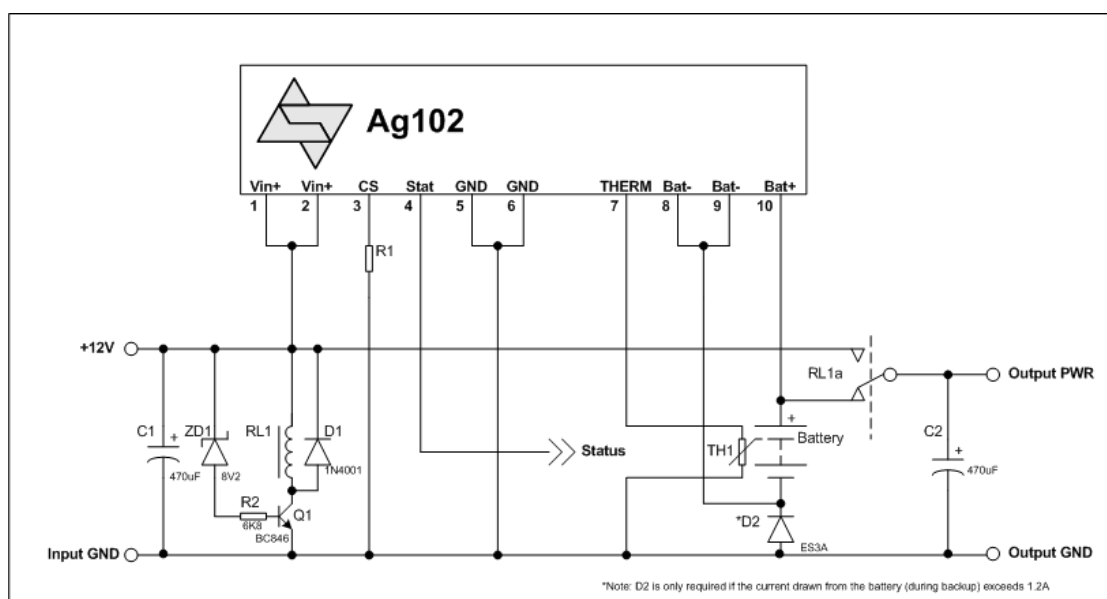 Ag102
Vin+ Vin+ CS Stat GND GND THERM Bat- Bat- Bat+
1 2 3 4 5 6 7 8 9 10
R1
+12V
RL1a
Output PWR
C1
+
470uF
ZD1
8V2
RL1
D1
1N4001
Status
TH1
+
Battery
C2
+
470uF
R2
6K8
Q1
BC846
*D2
ES3A
Input GND
Output GND
*Note: D2 is only required if the current drawn from the battery (during backup) exceeds 1.2A